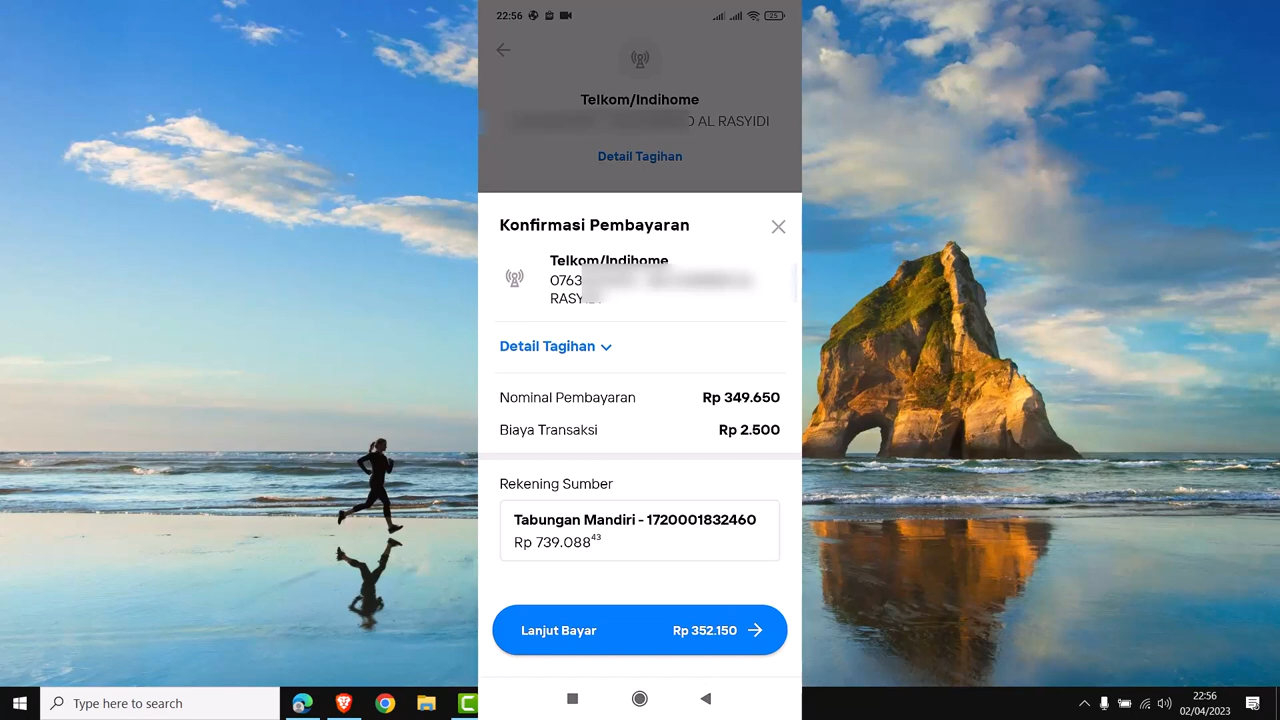 22:56
25
Telkom/Indihome
AL RASYIDI
Detail Tagihan
Konfirmasi Pembayaran
Telkom/Indihome
0763
Detail Tagihan
Nominal Pembayaran Rp 349.650
Biaya Transaksi Rp 2.500
Rekening Sumber
Tabungan Mandiri - 1720001832460
Rp 739.088⁴³
Lanjut Bayar Rp 352.150
Type here to search
22:56
02/04/2023